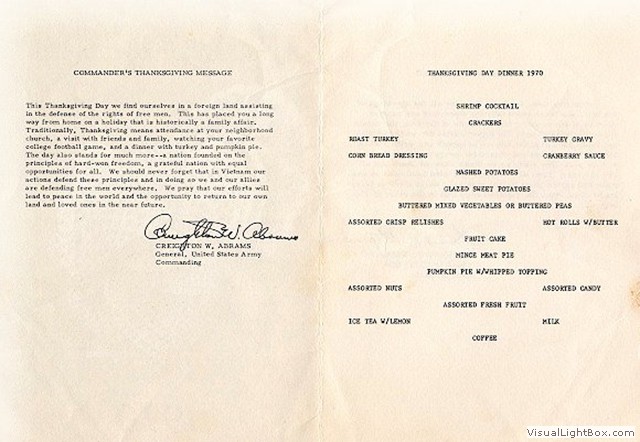 COMMANDER'S THANKSGIVING MESSAGE
This Thanksgiving Day we find ourselves in a foreign land assisting
in the defense of the rights of free men. This has placed you a long
way from home on a holiday that is historically a family affair.
Traditionally, Thanksgiving means attendance at your neighborhood
church, a visit with friends and family, watching your favorite
college football game, and a dinner with turkey and pumpkin pie.
The day also stands for much more--a nation founded on the
principles of hard-won freedom, a grateful nation with equal
opportunities for all. We should never forget that in Vietnam our
actions defend these principles and in doing so we and our allies
are defending free men everywhere. We pray that our efforts will
lead to peace in the world and the opportunity to return to our own
land and loved ones in the near future.
Creighton W. Abrams
CREIGHTON W. ABRAMS
General, United States Army
Commanding
THANKSGIVING DAY DINNER 1970
SHRIMP COCKTAIL
CRACKERS
ROAST TURKEY TURKEY GRAVY
CORN BREAD DRESSING CRANBERRY SAUCE
MASHED POTATOES
GLAZED SWEET POTATOES
BUTTERED MIXED VEGETABLES OR BUTTERED PEAS
ASSORTED CRISP RELISHES HOT ROLLS W/BUTTER
FRUIT CAKE
MINCE MEAT PIE
PUMPKIN PIE W/WHIPPED TOPPING
ASSORTED NUTS ASSORTED CANDY
ASSORTED FRESH FRUIT
ICE TEA W/LEMON MILK
COFFEE
VisualLightBox.com